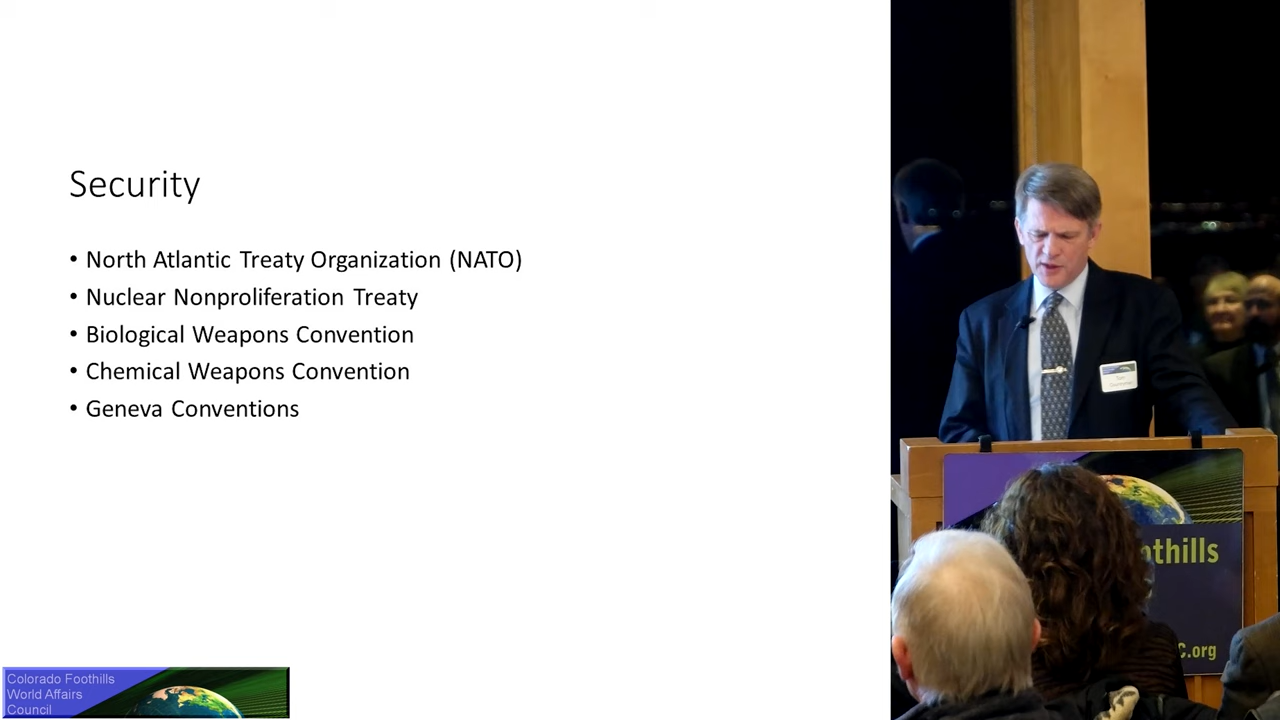 Security
• North Atlantic Treaty Organization (NATO)
• Nuclear Nonproliferation Treaty
• Biological Weapons Convention
• Chemical Weapons Convention
• Geneva Conventions
Colorado Foothills
World Affairs
Council
othills
C.org